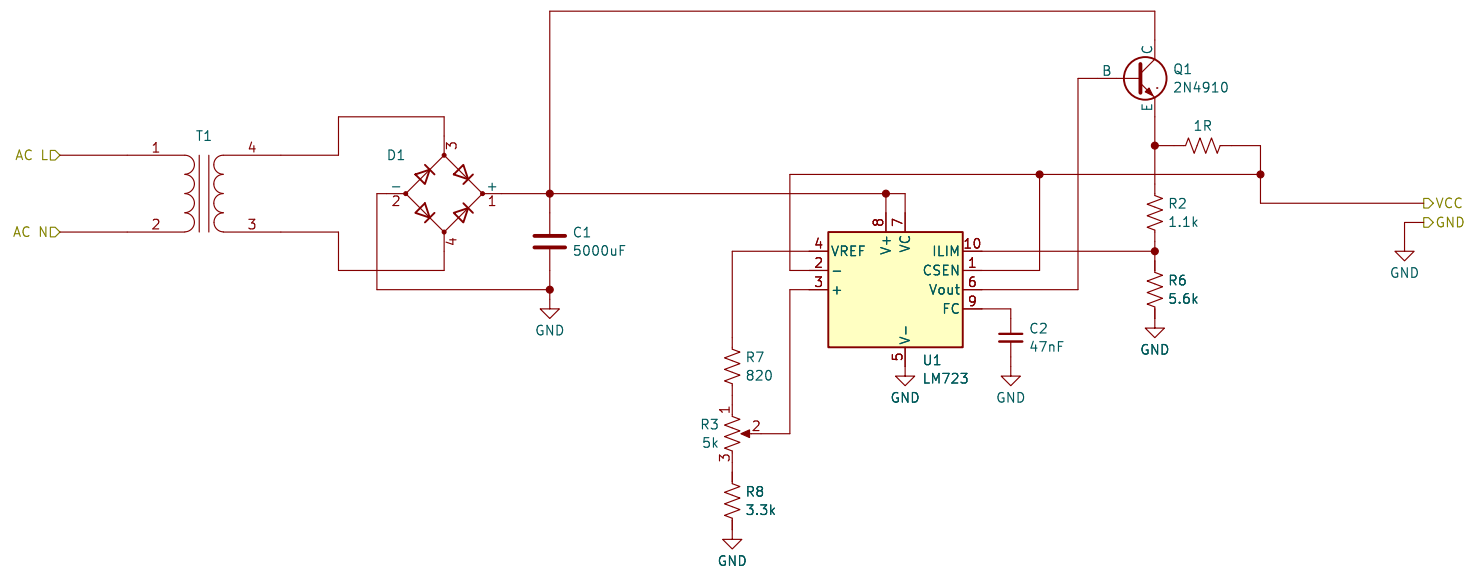 C
Q1
B
2N4910
E
1R
T1
AC L
1
4
3
D1
-
+
2
1
VCC
GND
R2
1.1k
AC N
2
3
4
C1
5000uF
8
7
V+
VC
4
VREF
ILIM
10
2
-
CSEN
1
GND
3
+
Vout
6
R6
5.6k
FC
9
GND
C2
47nF
V-
5
GND
U1
LM723
R7
820
GND
GND
1
R3
5k
2
3
R8
3.3k
GND